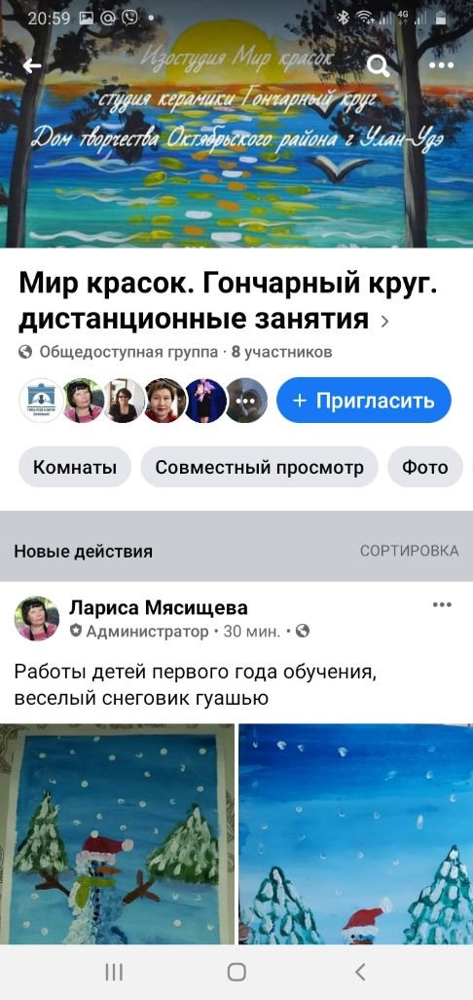 20:59
4G
Изостудия Мир красок
студия керамики Гончарный круг
Дом творчества Октябрьского района г Улан-Удэ
Мир красок. Гончарный круг.
дистанционные занятия
Общедоступная группа · 8 участников
+ Пригласить
Комнаты
Совместный просмотр
Фото
Новые действия
СОРТИРОВКА
Лариса Мясищева
Администратор · 30 мин. ·
Работы детей первого года обучения,
веселый снеговик гуашью